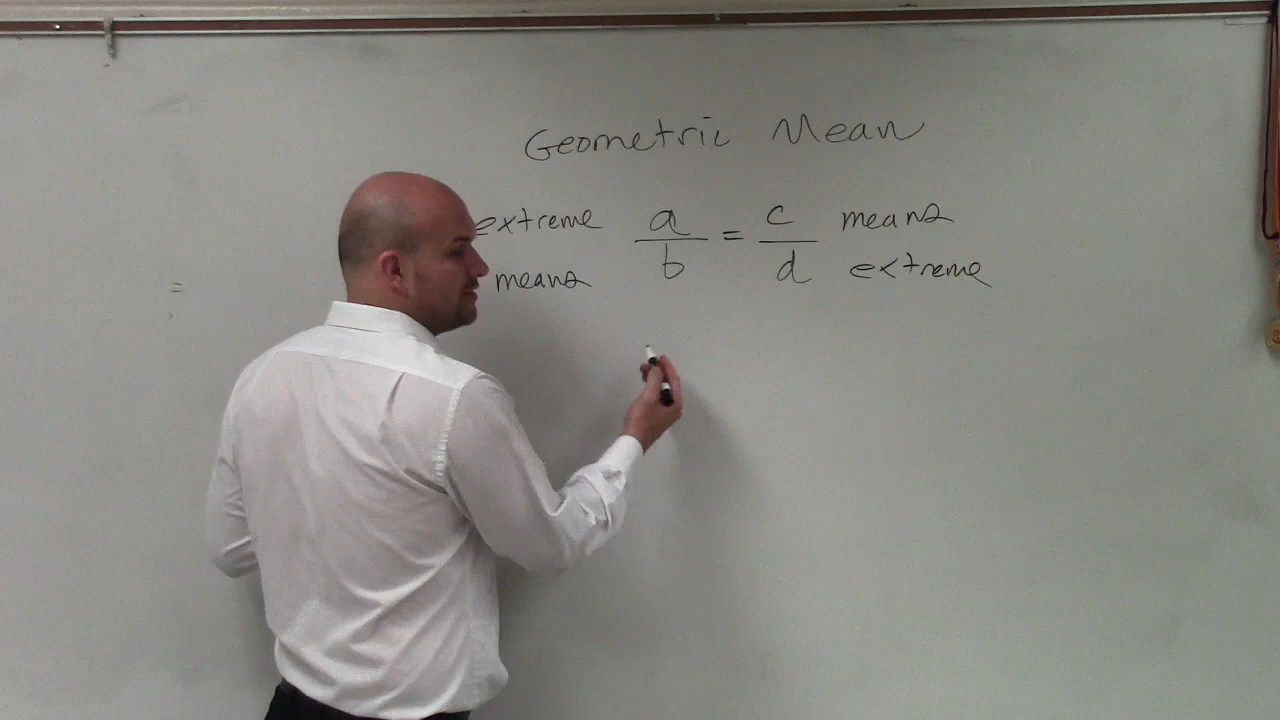 Geometric Mean
extreme a/b = c/d means
means extreme
=